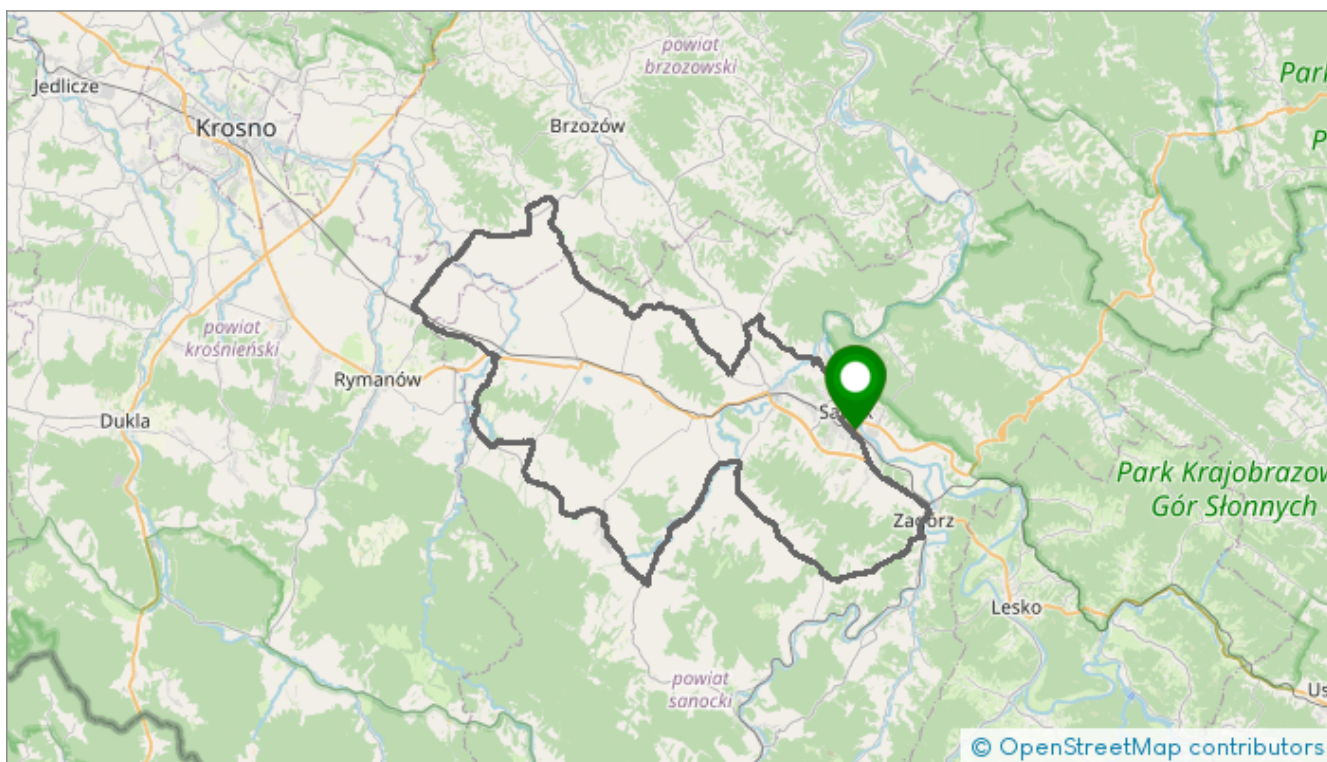 powiat
brzozowski
Park
Jedlicze
Krosno
Brzozów
P
powiat
krośnieński
Rymanów
Dukla
Park Krajobrazow
Gór Słonnych
Zagórz
Lesko
powiat
sanocki
Us
© OpenStreetMap contributors